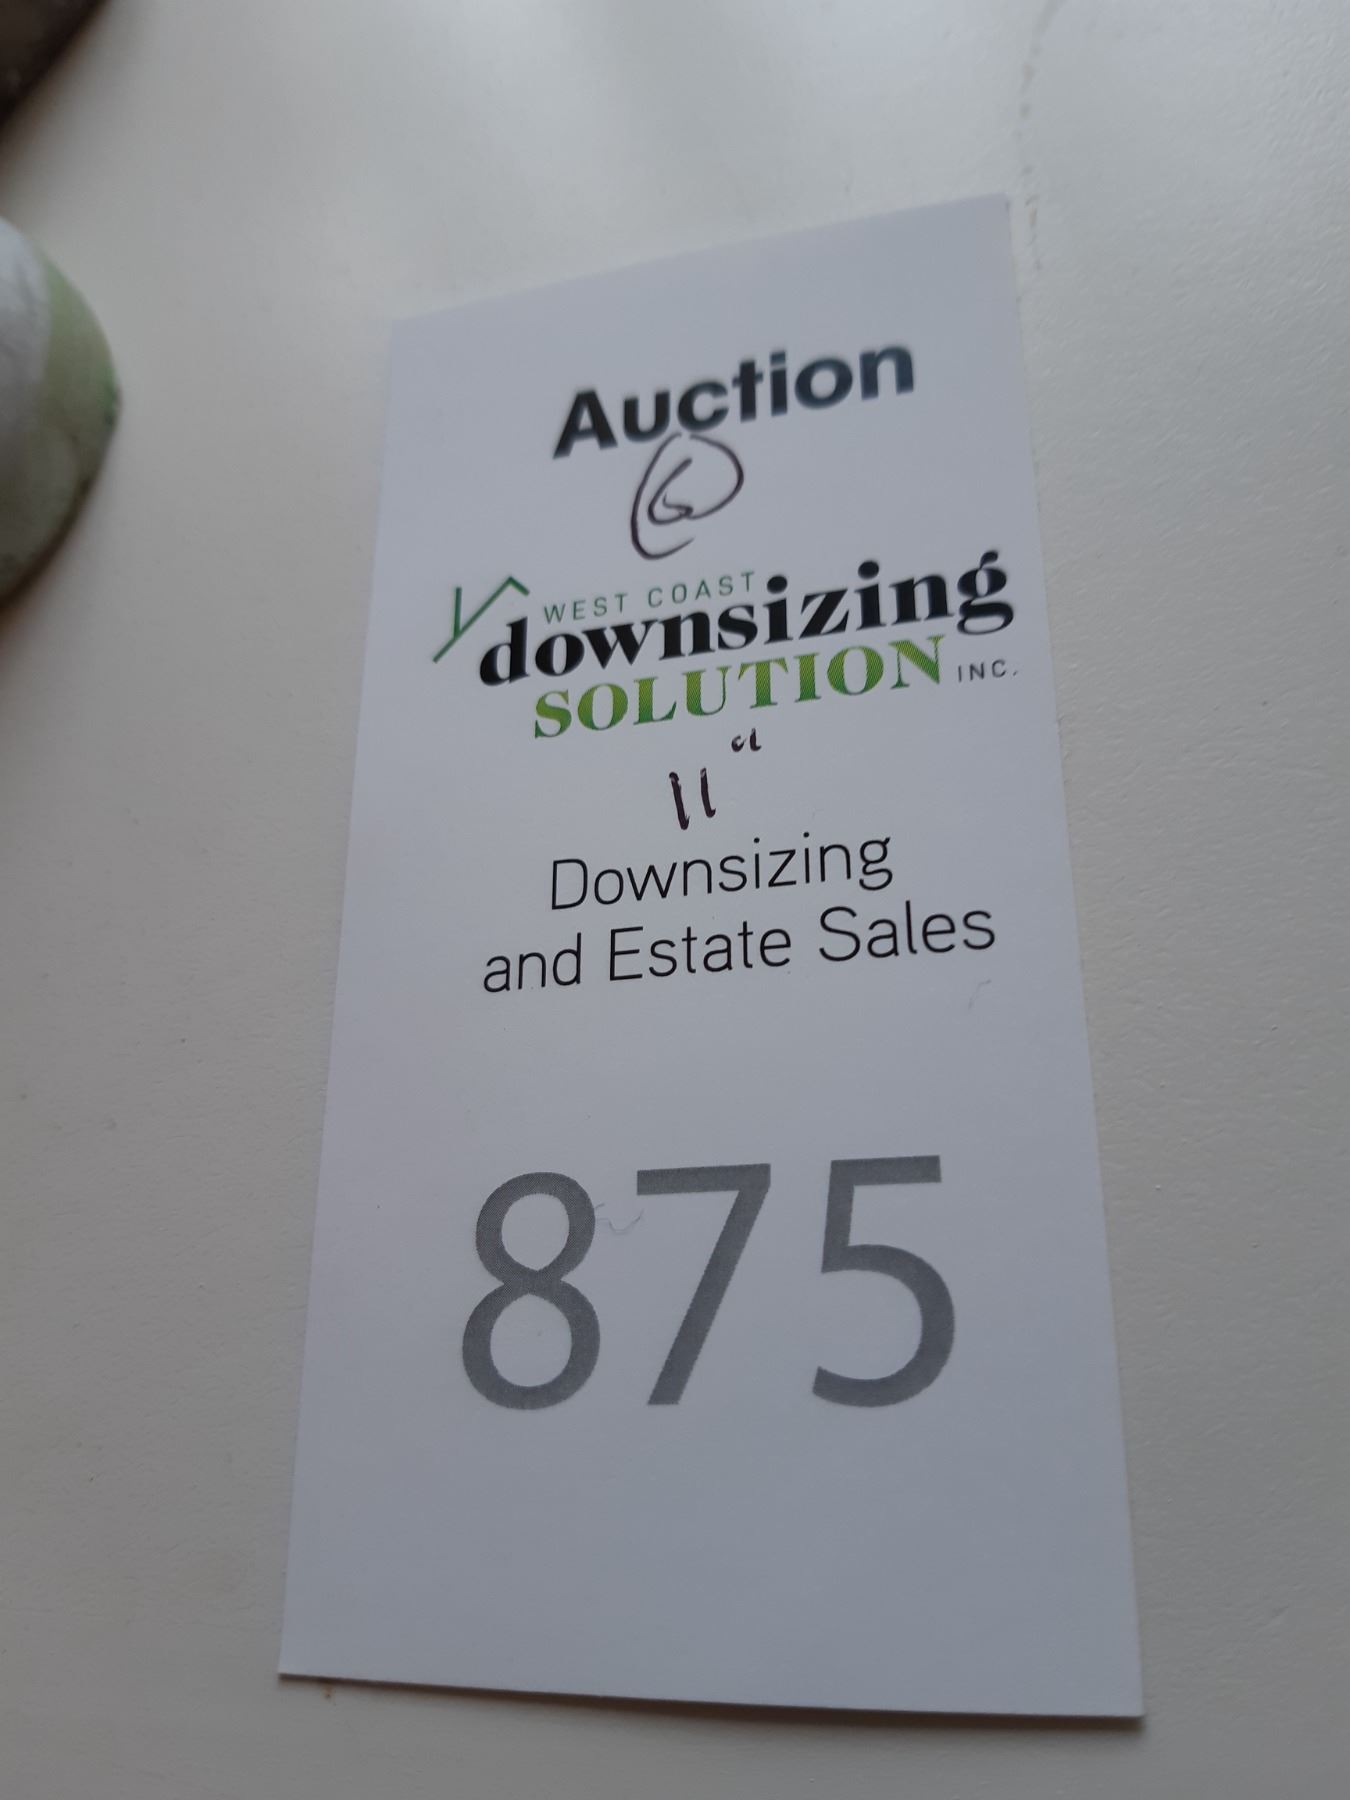 Auction
6
WEST COAST
downsizing
SOLUTION INC.
11"
Downsizing
and Estate Sales
875